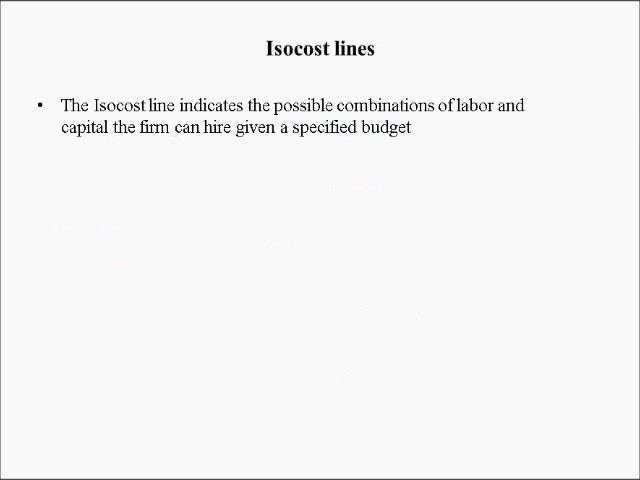 Isocost lines
• The Isocost line indicates the possible combinations of labor and
capital the firm can hire given a specified budget